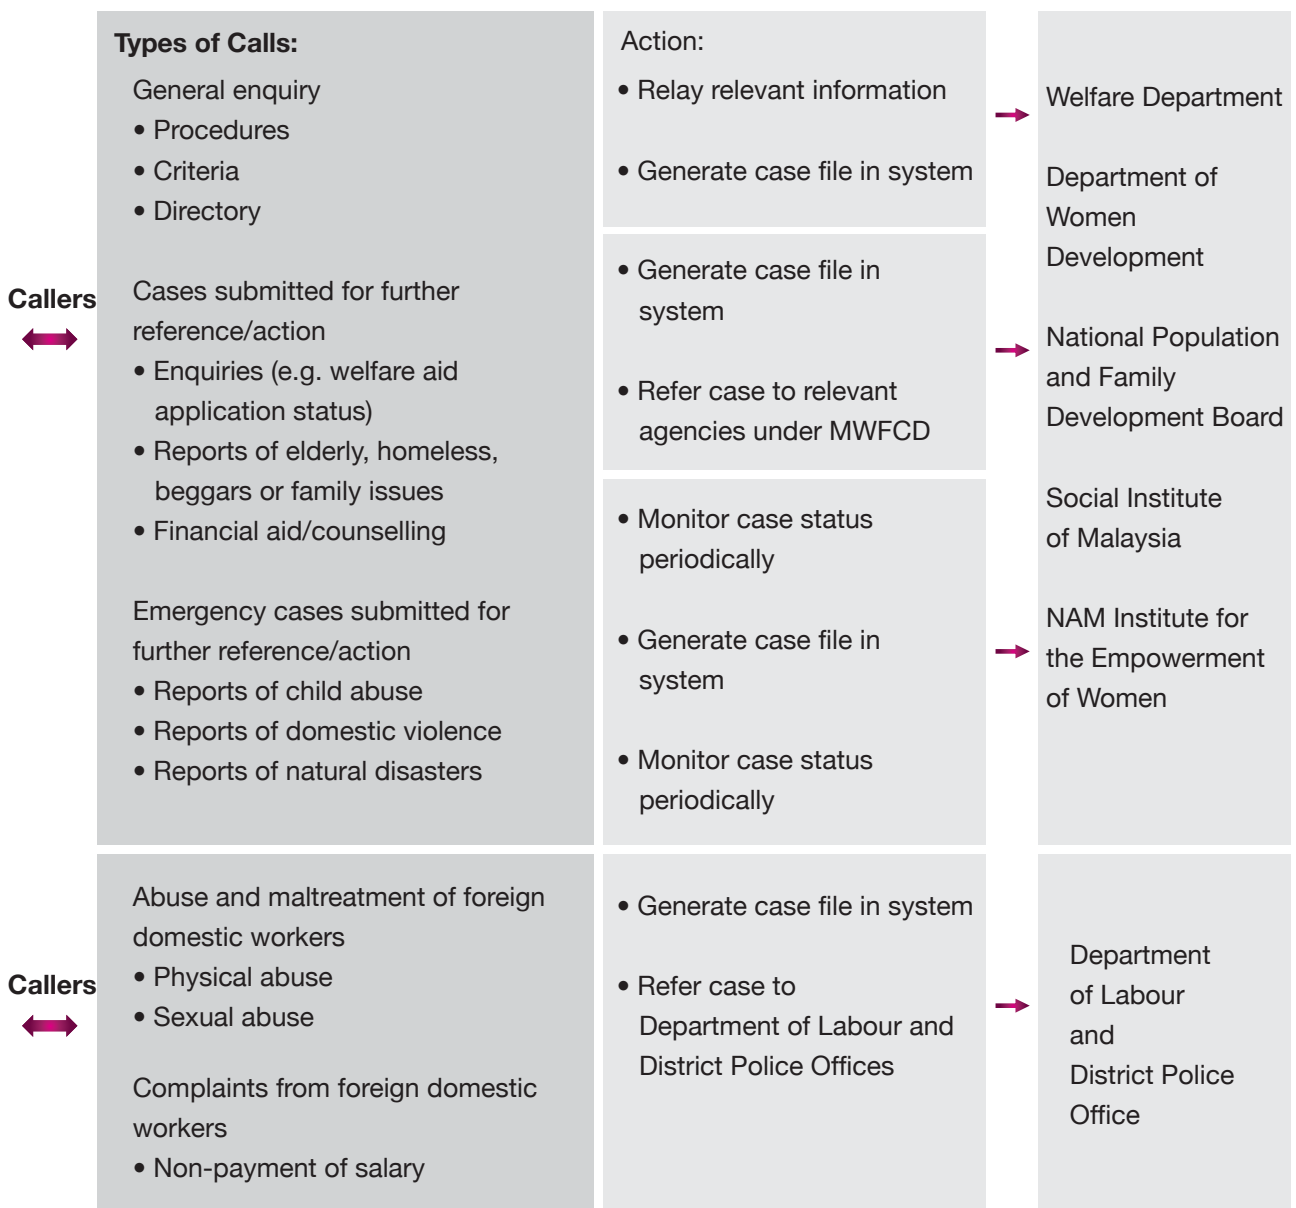 Callers
Types of Calls:
General enquiry
• Procedures
• Criteria
• Directory
Cases submitted for further
reference/action
• Enquiries (e.g. welfare aid
application status)
• Reports of elderly, homeless,
beggars or family issues
• Financial aid/counselling
Emergency cases submitted for
further reference/action
• Reports of child abuse
• Reports of domestic violence
• Reports of natural disasters
Action:
• Relay relevant information
• Generate case file in system
• Generate case file in
system
• Refer case to relevant
agencies under MWFCD
• Monitor case status
periodically
• Generate case file in
system
• Monitor case status
periodically
Welfare Department
Department of
Women
Development
National Population
and Family
Development Board
Social Institute
of Malaysia
NAM Institute for
the Empowerment
of Women
Callers
Abuse and maltreatment of foreign
domestic workers
• Physical abuse
• Sexual abuse
Complaints from foreign domestic
workers
• Non-payment of salary
• Generate case file in system
• Refer case to
Department of Labour and
District Police Offices
Department
of Labour
and
District Police
Office